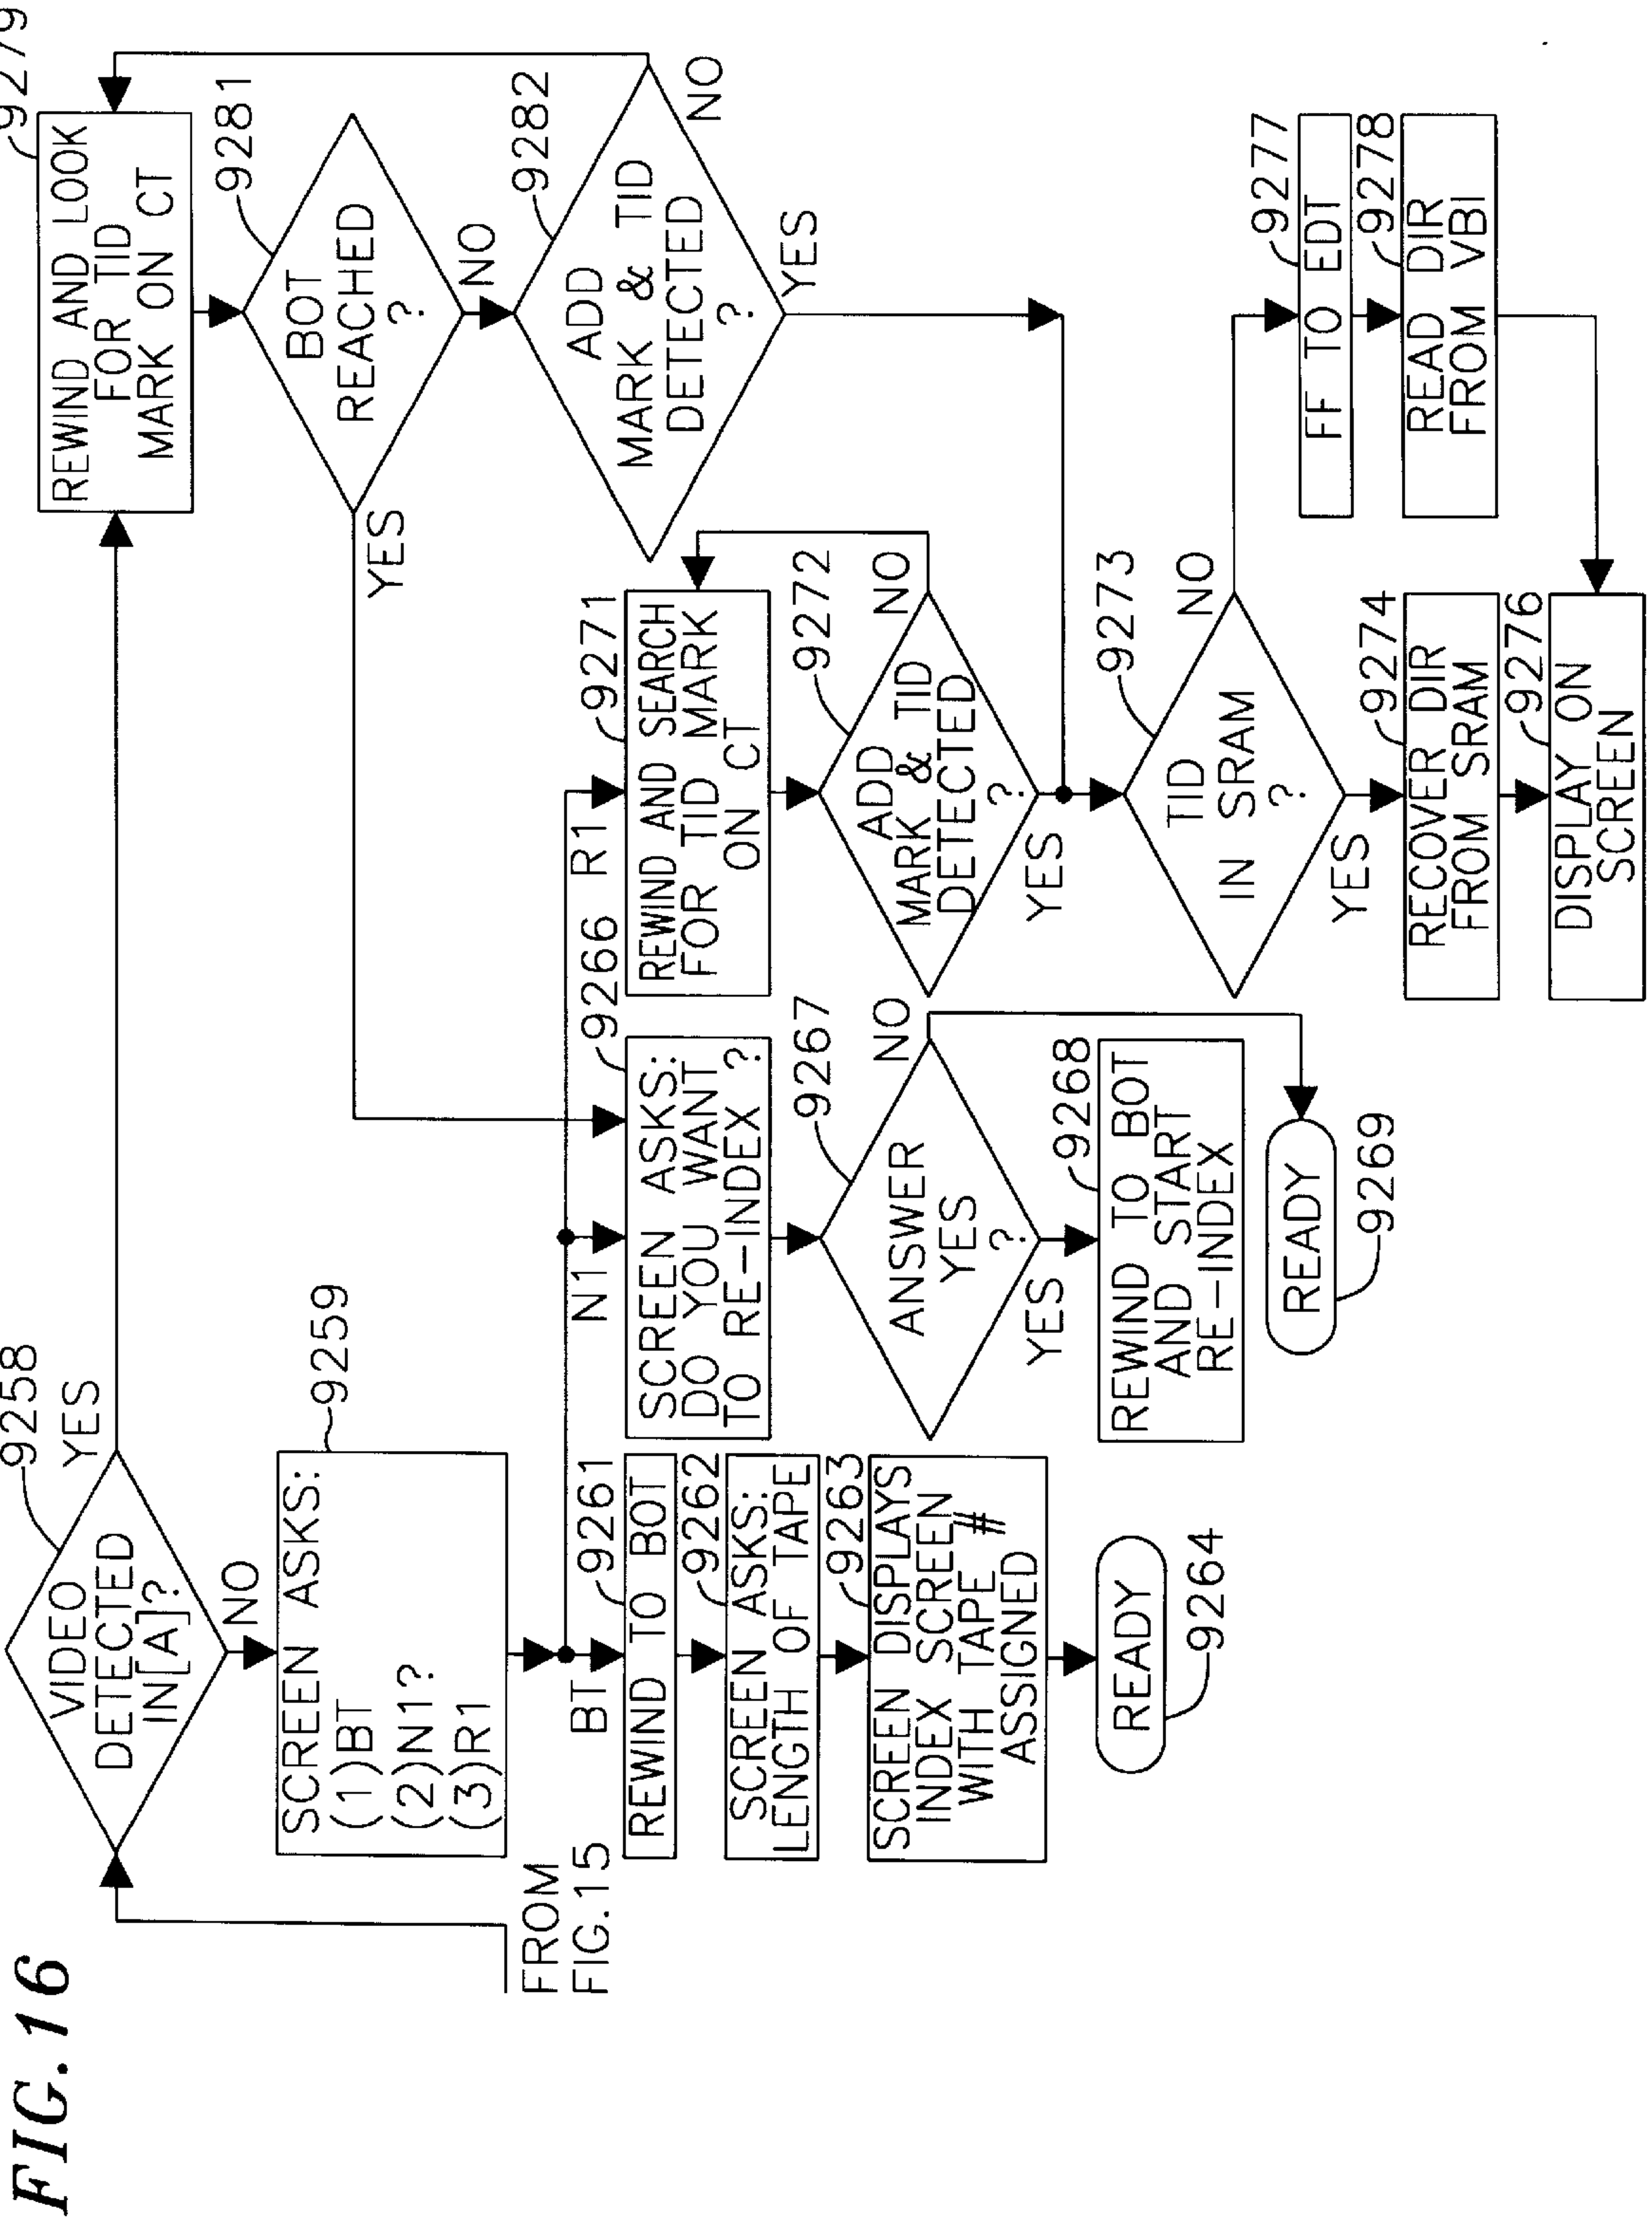 FIG.16
FROM
FIG.15
VIDEO
DETECTED
IN[A]?
9258
YES
NO
SCREEN ASKS:
(1)BT
(2)N1?
(3)R1
9259
BT
REWIND TO BOT
9261
SCREEN ASKS:
LENGTH OF TAPE
9262
SCREEN DISPLAYS
INDEX SCREEN
WITH TAPE #
ASSIGNED
9263
READY
9264
N1
SCREEN ASKS:
DO YOU WANT
TO RE-INDEX?
9266
ANSWER
YES
?
9267
NO
YES
REWIND TO BOT
AND START
RE-INDEX
9268
READY
9269
R1
REWIND AND SEARCH
FOR TID MARK
ON CT
9271
ADD
MARK & TID
DETECTED
?
9272
NO
YES
TID
IN SRAM
?
9273
NO
YES
RECOVER DIR
FROM SRAM
9274
DISPLAY ON
SCREEN
9276
FF TO EDT
9277
READ DIR
FROM VBI
9278
REWIND AND LOOK
FOR TID
MARK ON CT
9279
BOT
REACHED
?
9281
YES
NO
ADD
MARK & TID
DETECTED
?
9282
NO
YES